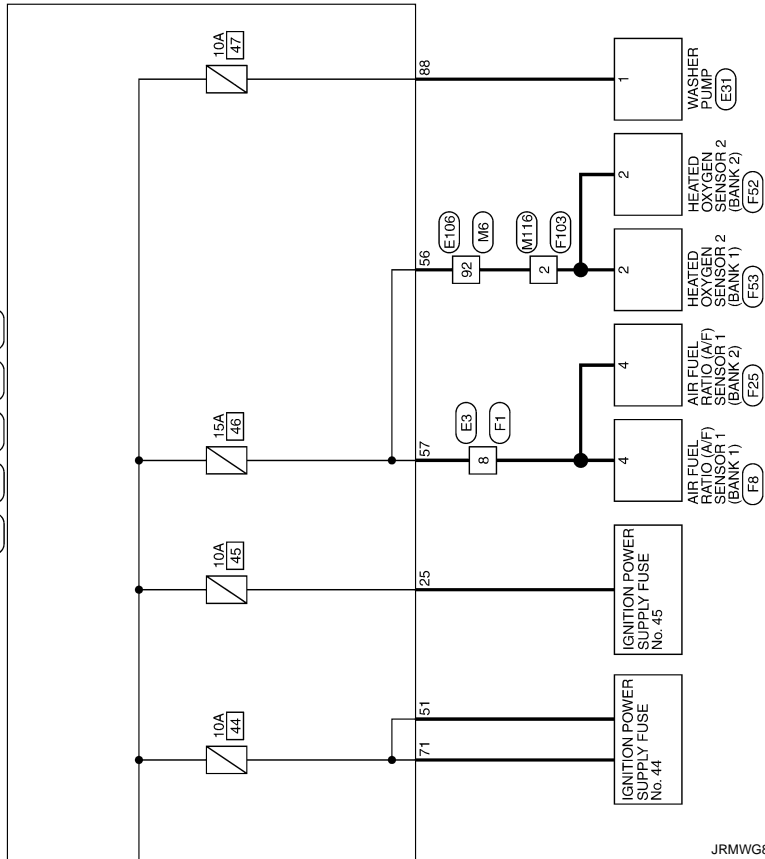 10A
47
88
1
WASHER
PUMP
E31
2
HEATED
OXYGEN
SENSOR 2
(BANK 2)
F52
56
E106
M6
92
M116
F103
2
2
HEATED
OXYGEN
SENSOR 2
(BANK 1)
F53
4
AIR FUEL
RATIO (A/F)
SENSOR 1
(BANK 2)
F25
15A
46
57
E3
F1
8
4
AIR FUEL
RATIO (A/F)
SENSOR 1
(BANK 1)
F8
10A
45
25
IGNITION POWER
SUPPLY FUSE
No. 45
10A
44
51
71
IGNITION POWER
SUPPLY FUSE
No. 44